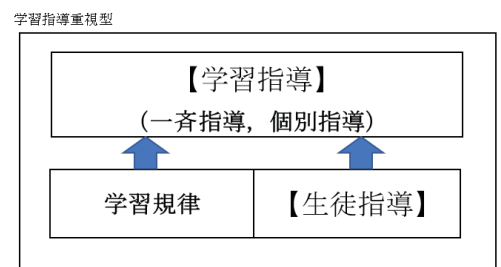 学習指導重視型
【学習指導】
（一斉指導，個別指導）
学習規律
【生徒指導】